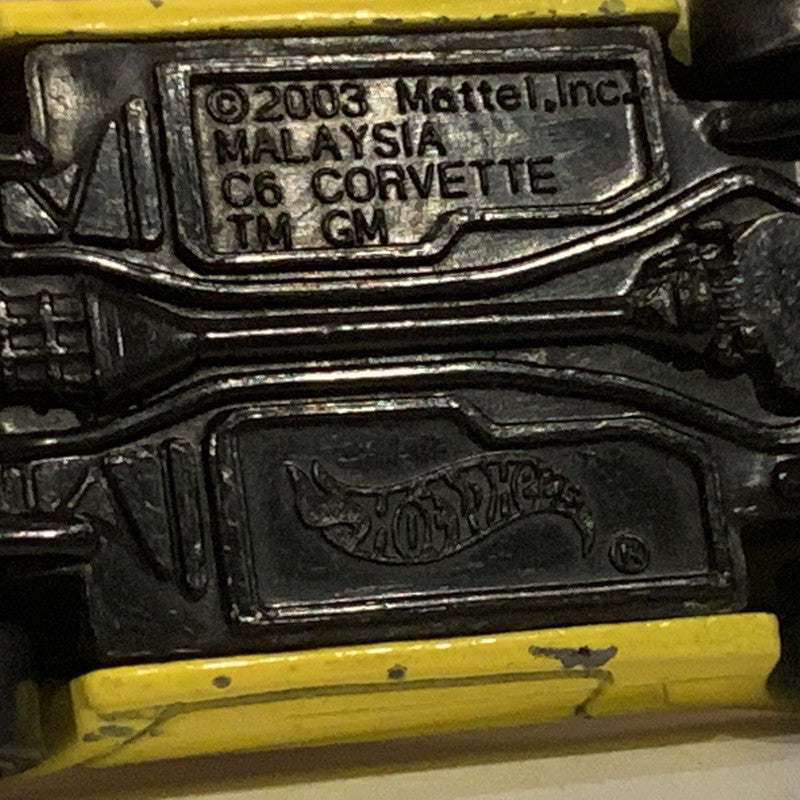 ©2003 Mattel,Inc.
MALAYSIA
C6 CORVETTE
TM GM
Hot Wheels ®